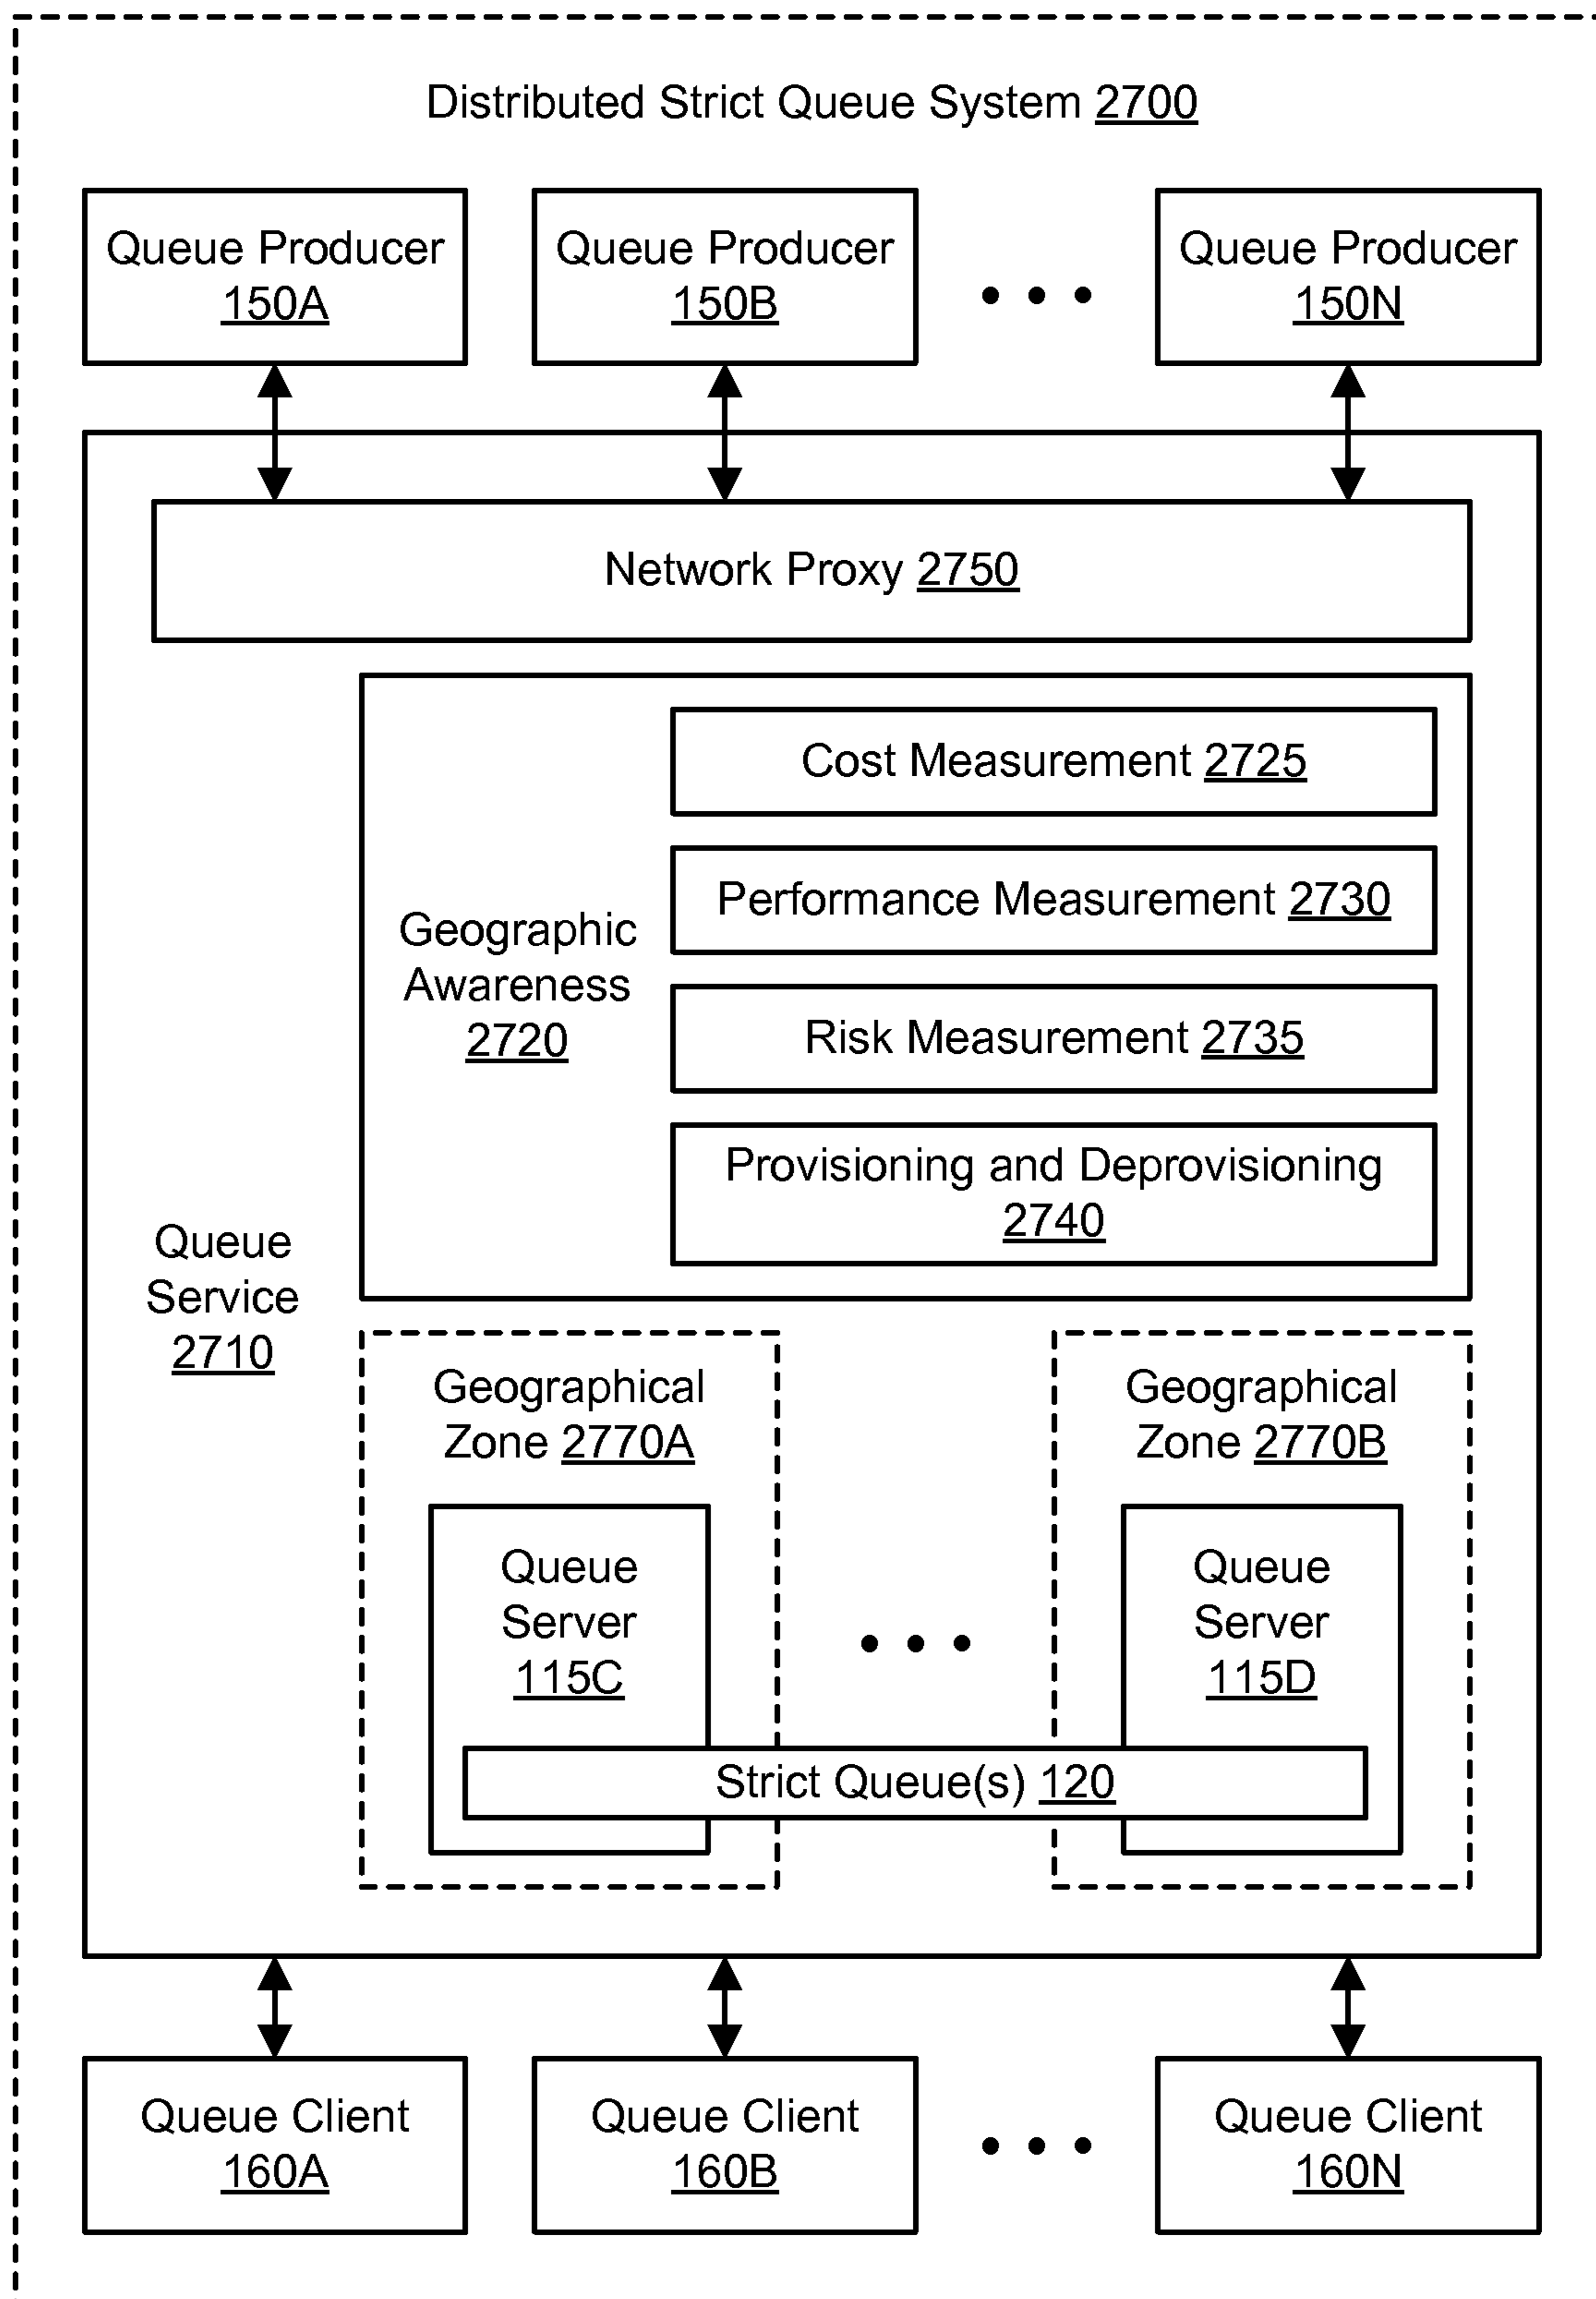 Distributed Strict Queue System 2700
Queue Producer
150A
Queue Producer
150B
Queue Producer
150N
Network Proxy 2750
Cost Measurement 2725
Performance Measurement 2730
Geographic
Awareness
2720
Risk Measurement 2735
Provisioning and Deprovisioning
2740
Queue
Service
2710
Geographical
Zone 2770A
Geographical
Zone 2770B
Queue
Server
115C
Queue
Server
115D
Strict Queue(s) 120
Queue Client
160A
Queue Client
160B
Queue Client
160N